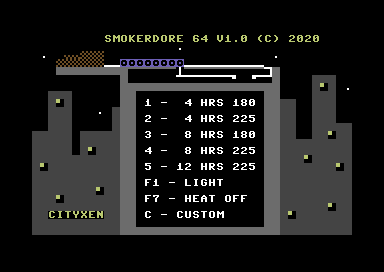 SMOKERDORE 64 V1.0 (C) 2020
1 - 4 HRS 180
2 - 4 HRS 225
3 - 8 HRS 180
4 - 8 HRS 225
5 - 12 HRS 225
F1 - LIGHT
F7 - HEAT OFF
C - CUSTOM
CITYXEN